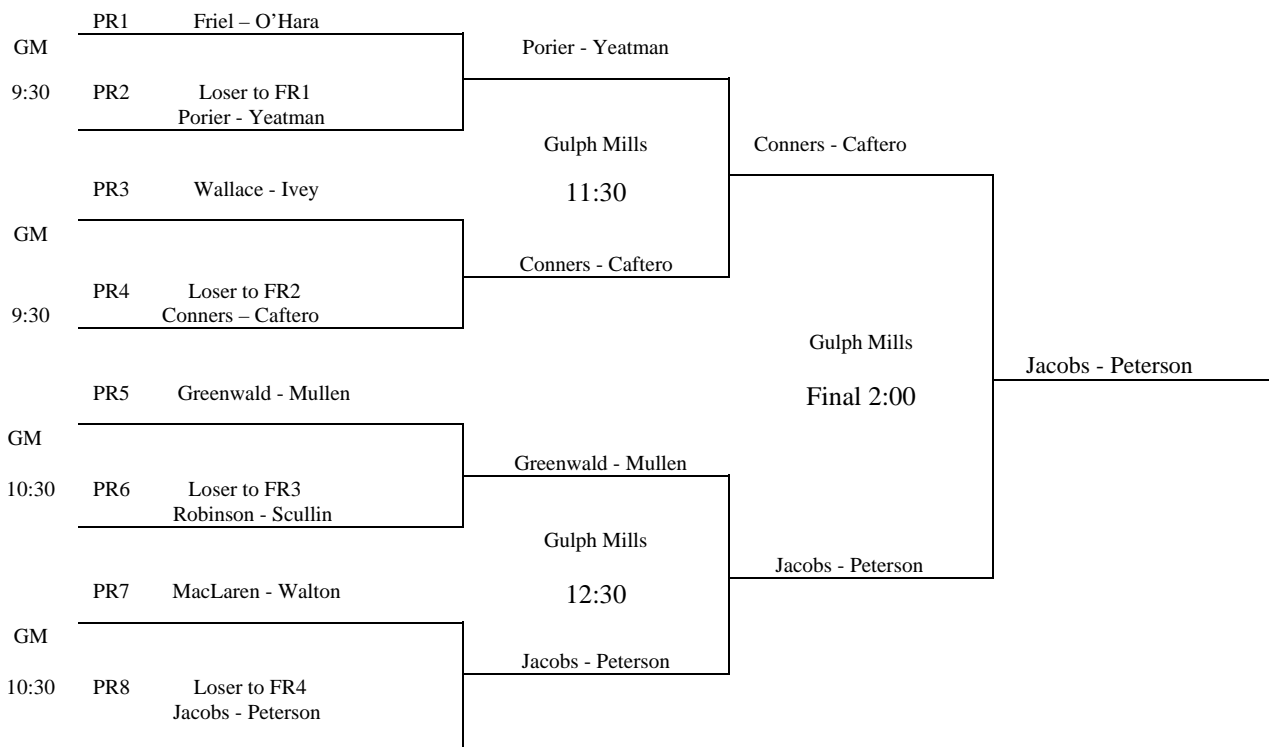 PR1 Friel – O’Hara
GM Porier - Yeatman
9:30 PR2 Loser to FR1
Porier - Yeatman
Gulph Mills Conners - Caftero
PR3 Wallace - Ivey 11:30
GM
Conners - Caftero
PR4 Loser to FR2
9:30 Conners – Caftero
Gulph Mills
Jacobs - Peterson
PR5 Greenwald - Mullen Final 2:00
GM
Greenwald - Mullen
10:30 PR6 Loser to FR3
Robinson - Scullin
Gulph Mills
Jacobs - Peterson
PR7 MacLaren - Walton 12:30
GM
Jacobs - Peterson
10:30 PR8 Loser to FR4
Jacobs - Peterson